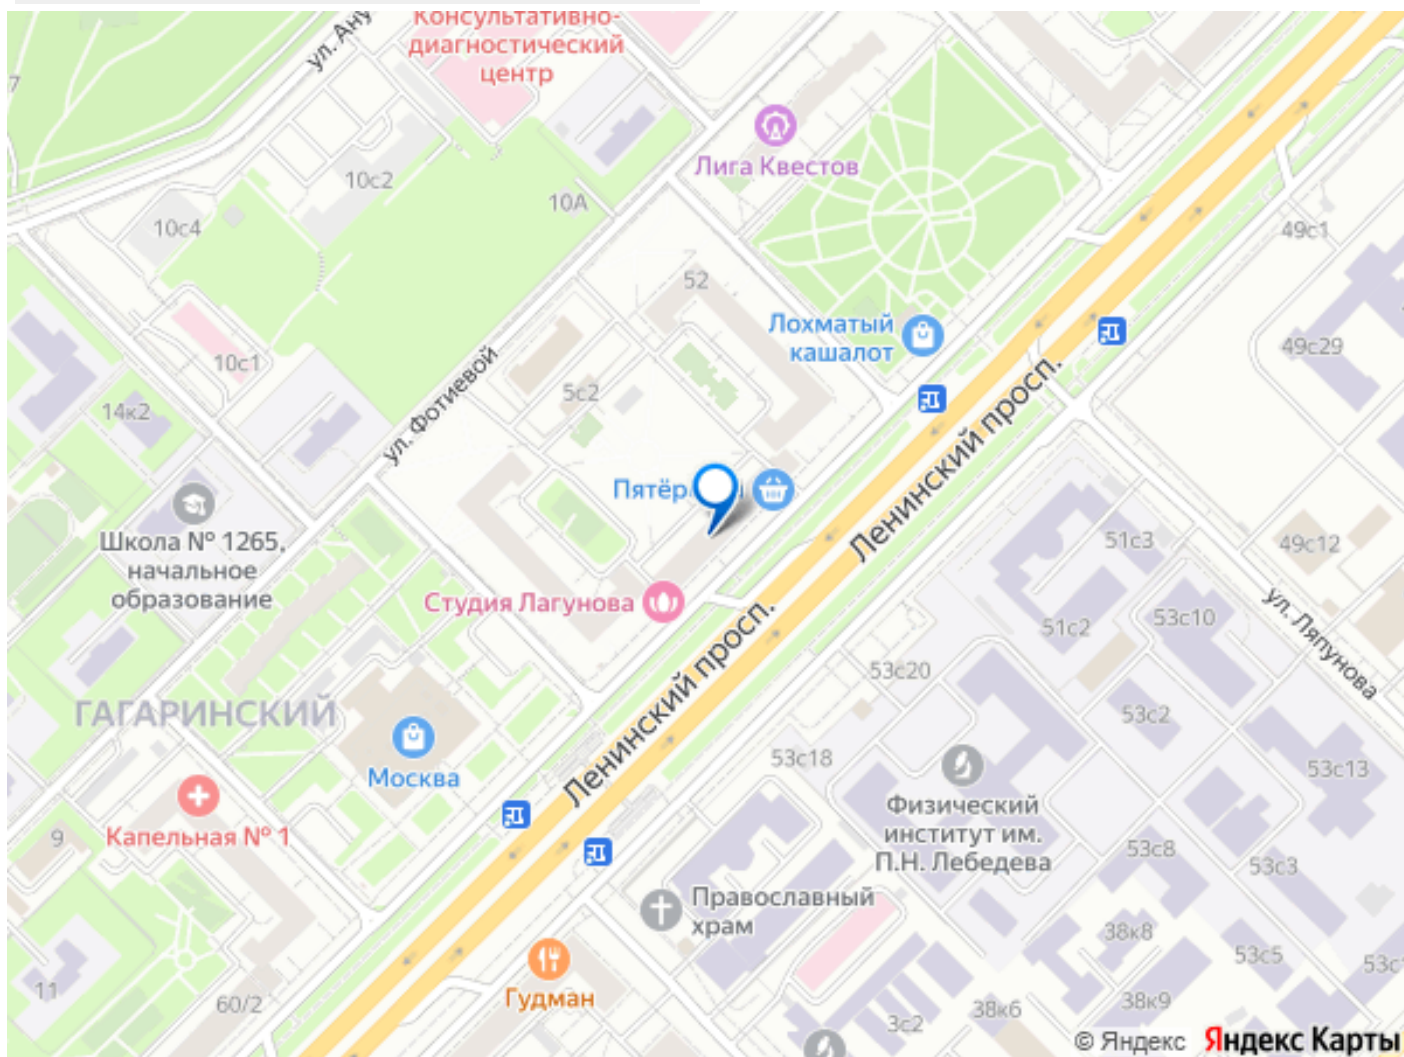 Консультативно-
диагностический
центр
ул. Ану
7
Лига Квестов
10с2
10А
10с4
49с1
52
Лохматый
кашалот
49с29
10с1
5с2
14к2
ул. Фотиевой
Ленинский просп.
Школа № 1265,
начальное
образование
51с3
49с12
Студия Лагунова
51с2
53с10
ул. Ляпунова
53с20
Ленинский просп.
ГАГАРИНСКИЙ
53с2
Москва
53с18
53с13
Физический
институт им.
П.Н. Лебедева
9
Капельная № 1
53с8
53с3
Православный
храм
38к8
53с5
11
60/2
Гудман
3с2
38к6
38к9
© Яндекс Яндекс Карты